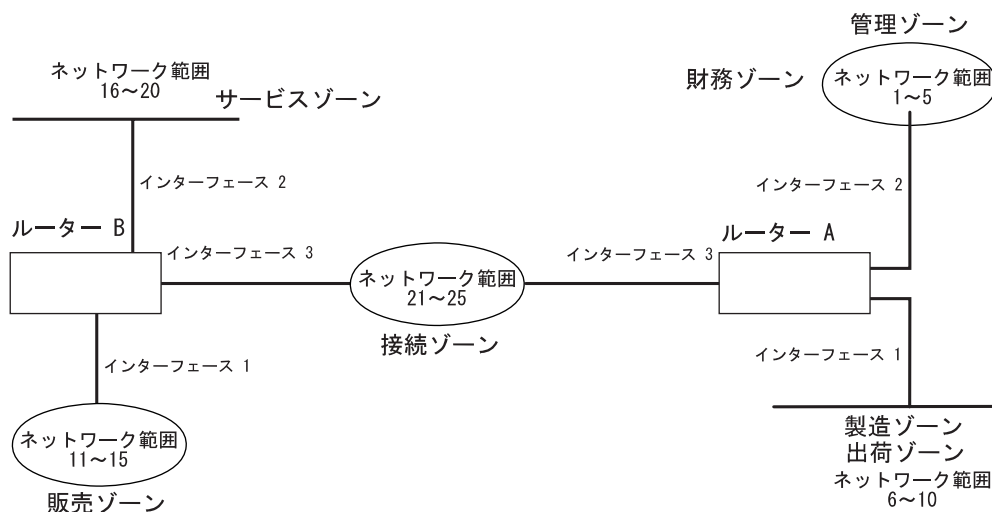 ネットワーク範囲
16～20
サービスゾーン
インターフェース 2
ルーター B
インターフェース 3
インターフェース 1
ネットワーク範囲
11～15
販売ゾーン
ネットワーク範囲
21～25
接続ゾーン
管理ゾーン
財務ゾーン
ネットワーク範囲
1～5
インターフェース 2
ルーター A
インターフェース 3
インターフェース 1
製造ゾーン
出荷ゾーン
ネットワーク範囲
6～10